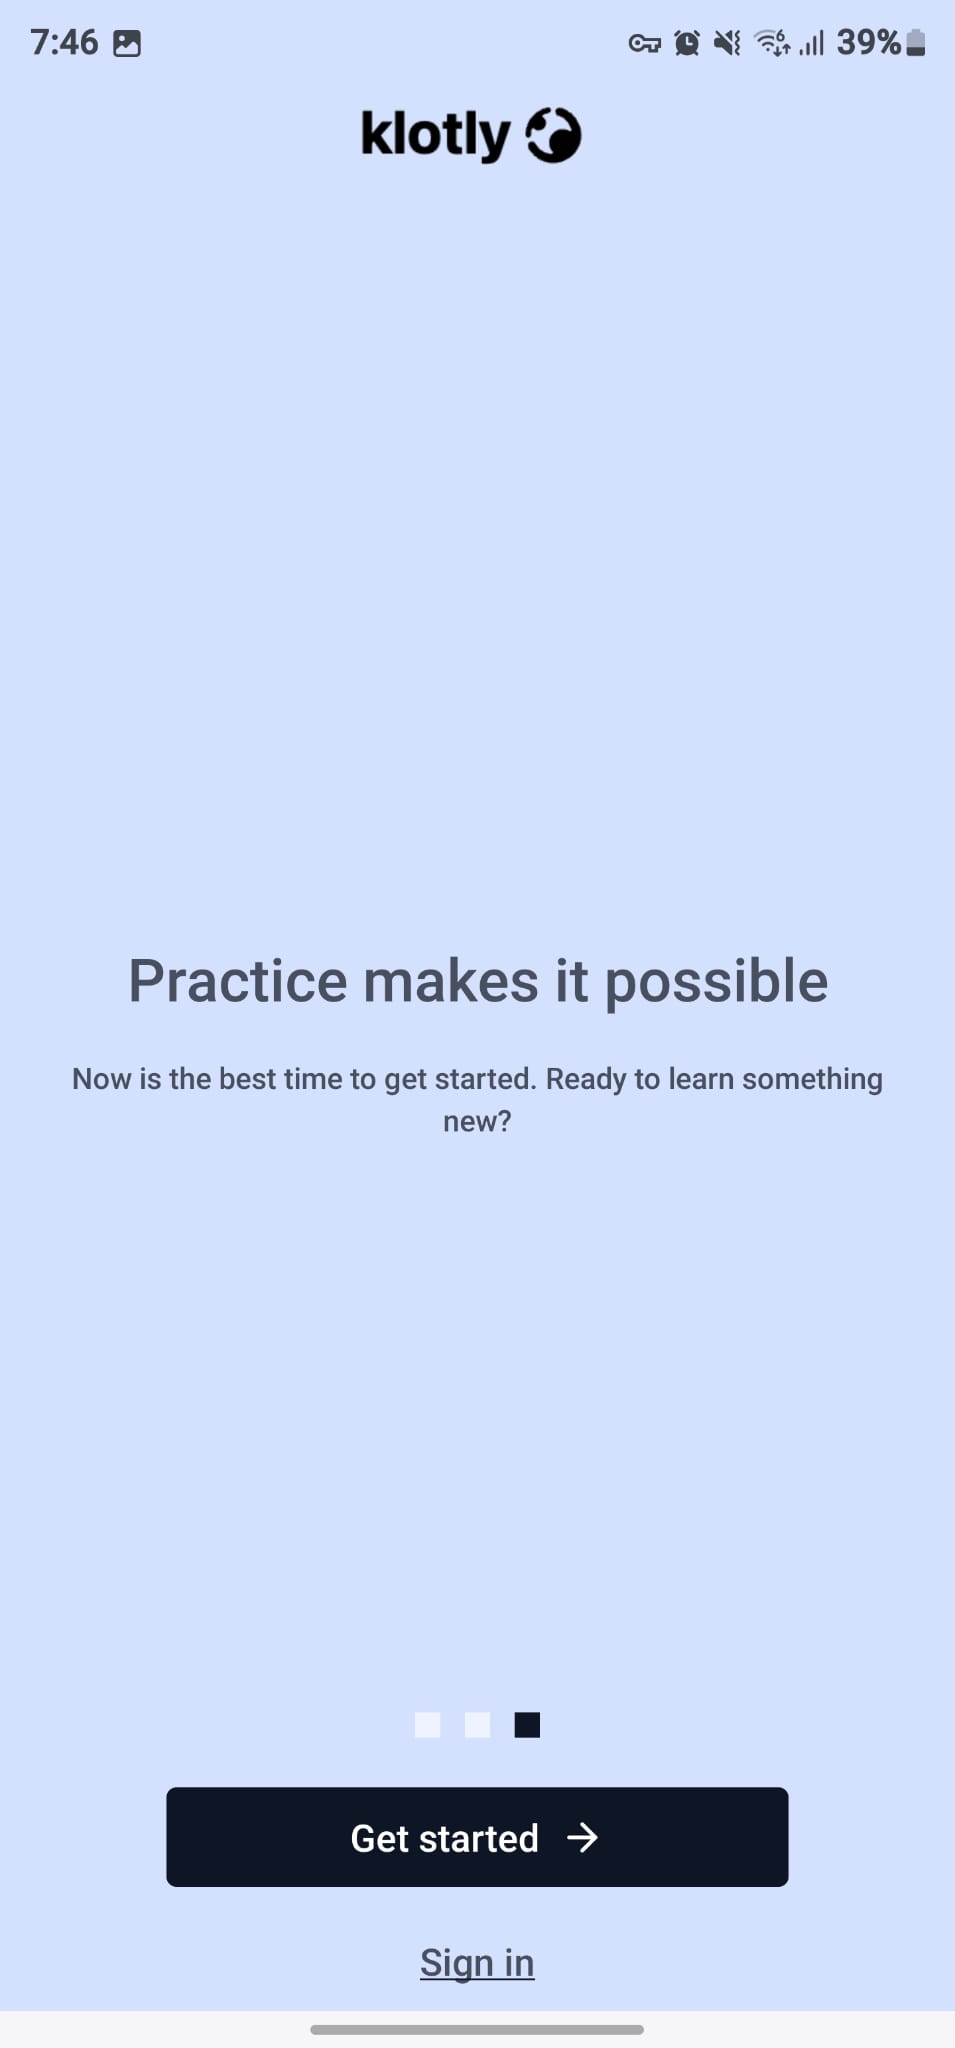 7:46
6
39%
klotly
Practice makes it possible
Now is the best time to get started. Ready to learn something
new?
Get started
Sign in